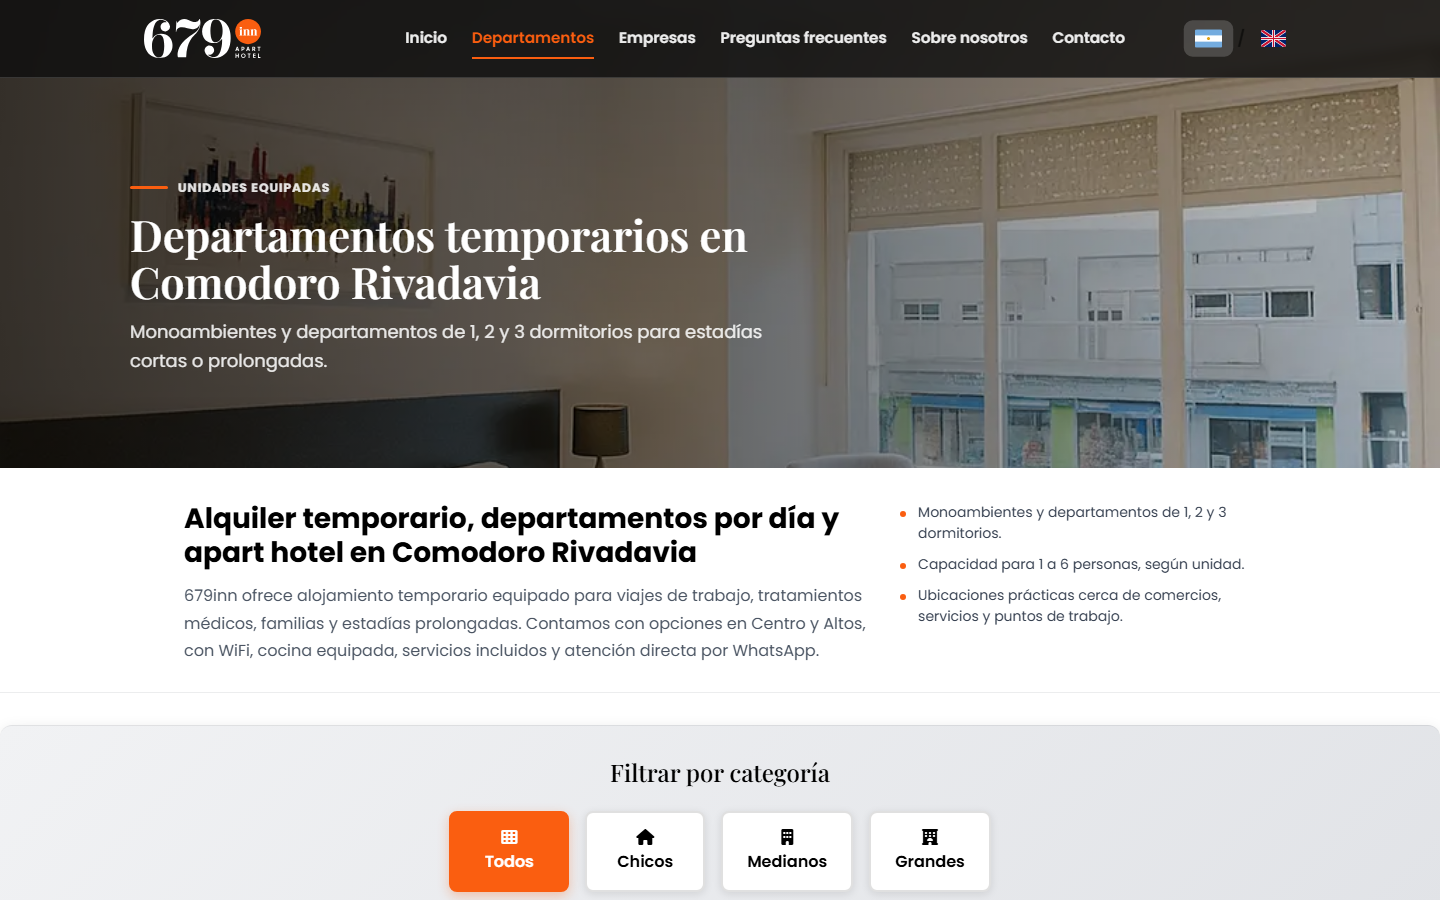 679 inn
APART
HOTEL
Inicio
Departamentos
Empresas
Preguntas frecuentes
Sobre nosotros
Contacto
/
UNIDADES EQUIPADAS
Departamentos temporarios en
Comodoro Rivadavia
Monoambientes y departamentos de 1, 2 y 3 dormitorios para estadías
cortas o prolongadas.
Alquiler temporario, departamentos por día y
apart hotel en Comodoro Rivadavia
679inn ofrece alojamiento temporario equipado para viajes de trabajo, tratamientos
médicos, familias y estadías prolongadas. Contamos con opciones en Centro y Altos,
con WiFi, cocina equipada, servicios incluidos y atención directa por WhatsApp.
Monoambientes y departamentos de 1, 2 y 3
dormitorios.
Capacidad para 1 a 6 personas, según unidad.
Ubicaciones prácticas cerca de comercios,
servicios y puntos de trabajo.
Filtrar por categoría
Todos
Chicos
Medianos
Grandes